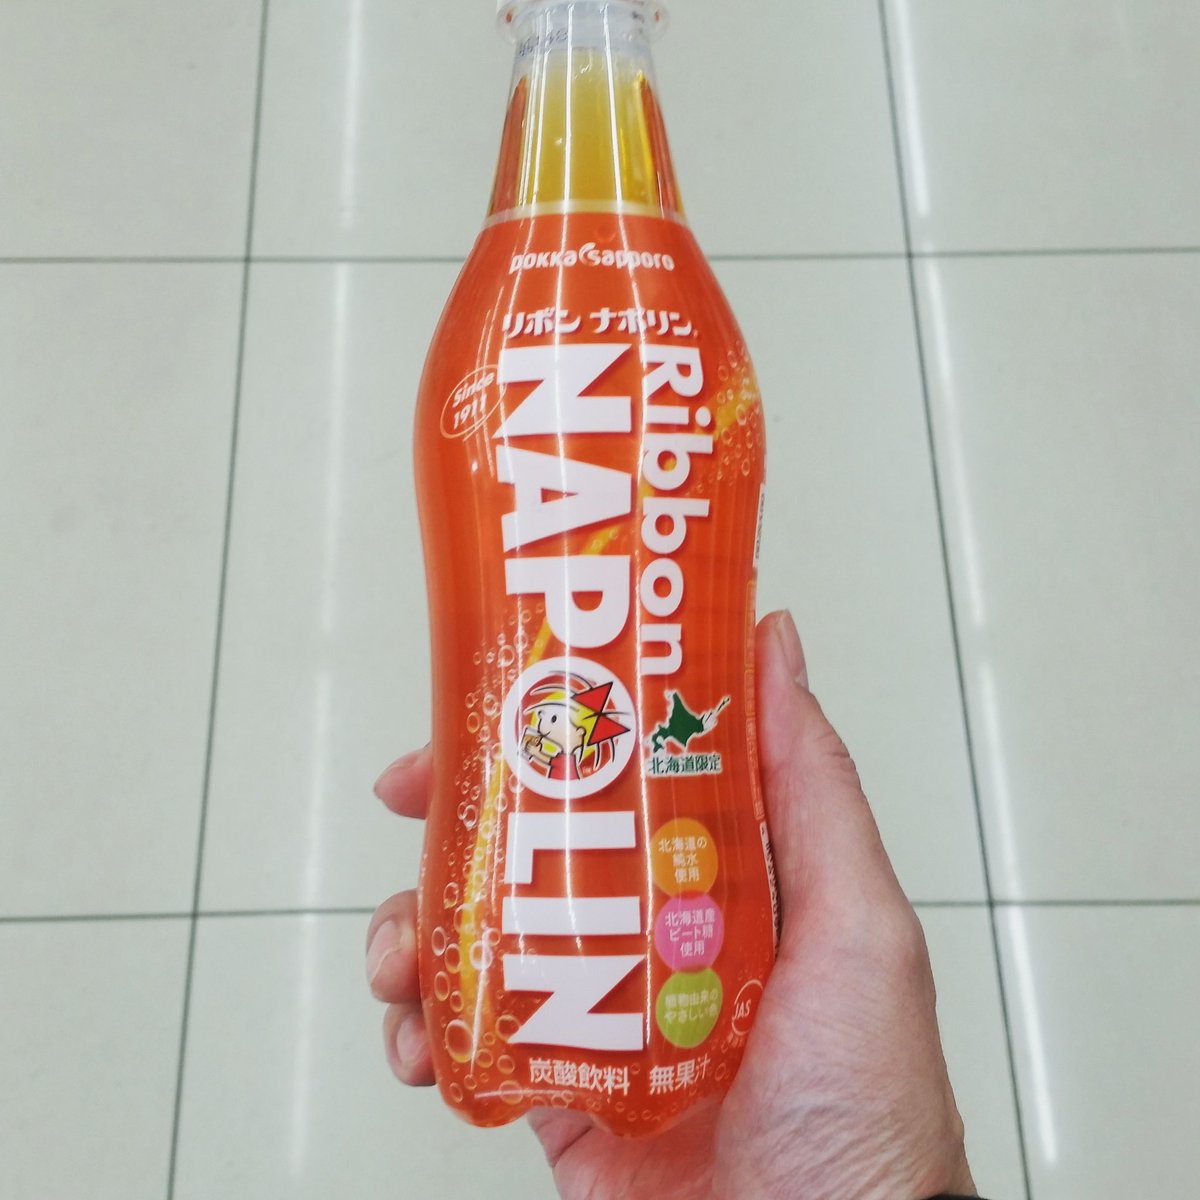 pokka sapporo
リボン ナポリン
Ribbon
NAPOLIN
Since
1911
北海道限定
北海道の
純水
使用
北海道産
ビート糖
使用
植物由来の
やさしい色
JAS
炭酸飲料 無果汁